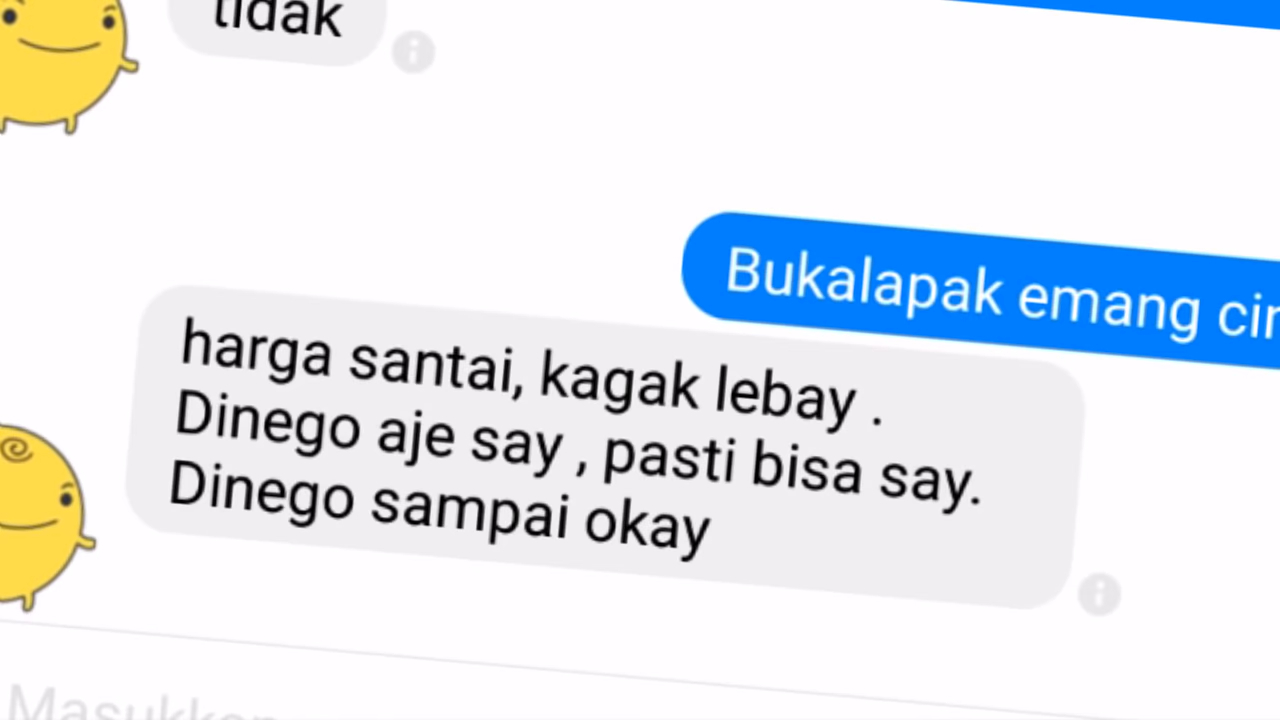 tidak
Bukalapak emang
harga santai, kagak lebay .
Dinego aje say , pasti bisa say.
Dinego sampai okay